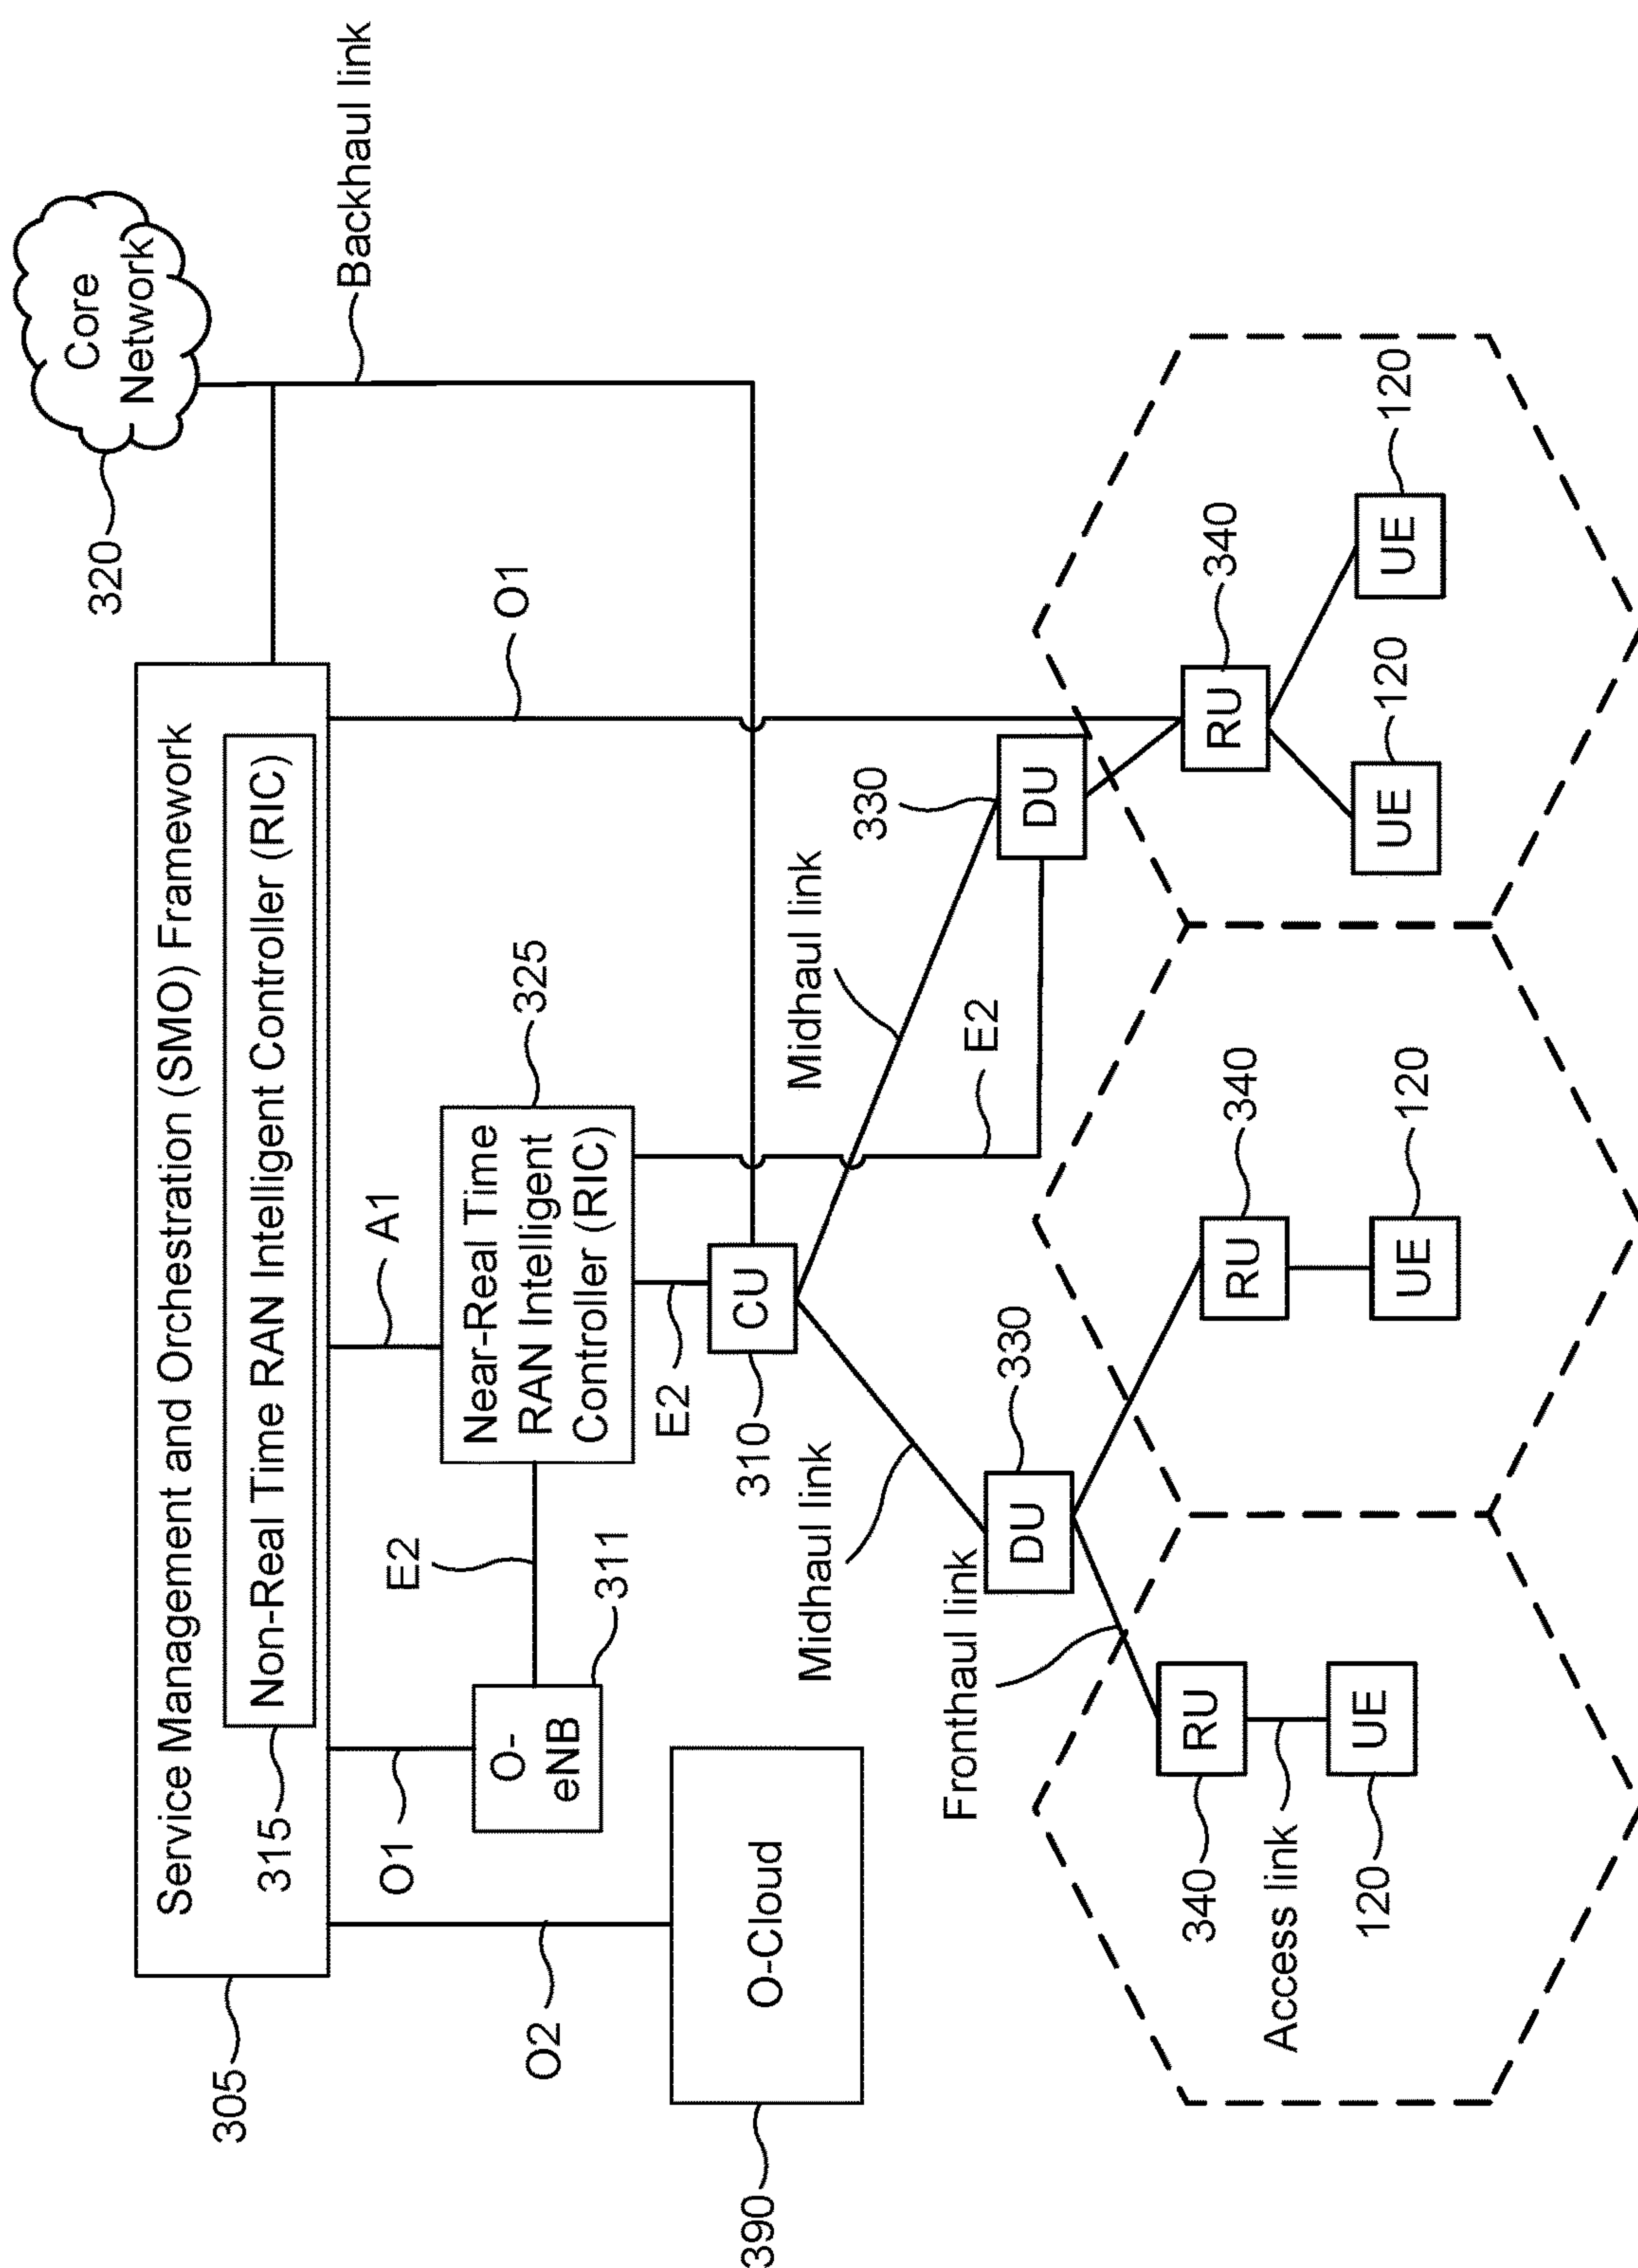 Core
Network
320
Backhaul link
305
Service Management and Orchestration (SMO) Framework
315
Non-Real Time RAN Intelligent Controller (RIC)
O2
O1
A1
O1
E2
325
Near-Real Time
RAN Intelligent
Controller (RIC)
O-
eNB
311
E2
390
O-Cloud
310
CU
Midhaul link
Midhaul link
330
E2
Fronthaul link
DU
330
DU
340
RU
RU
340
RU
340
Access link
120
UE
UE
120
UE
120
UE
120